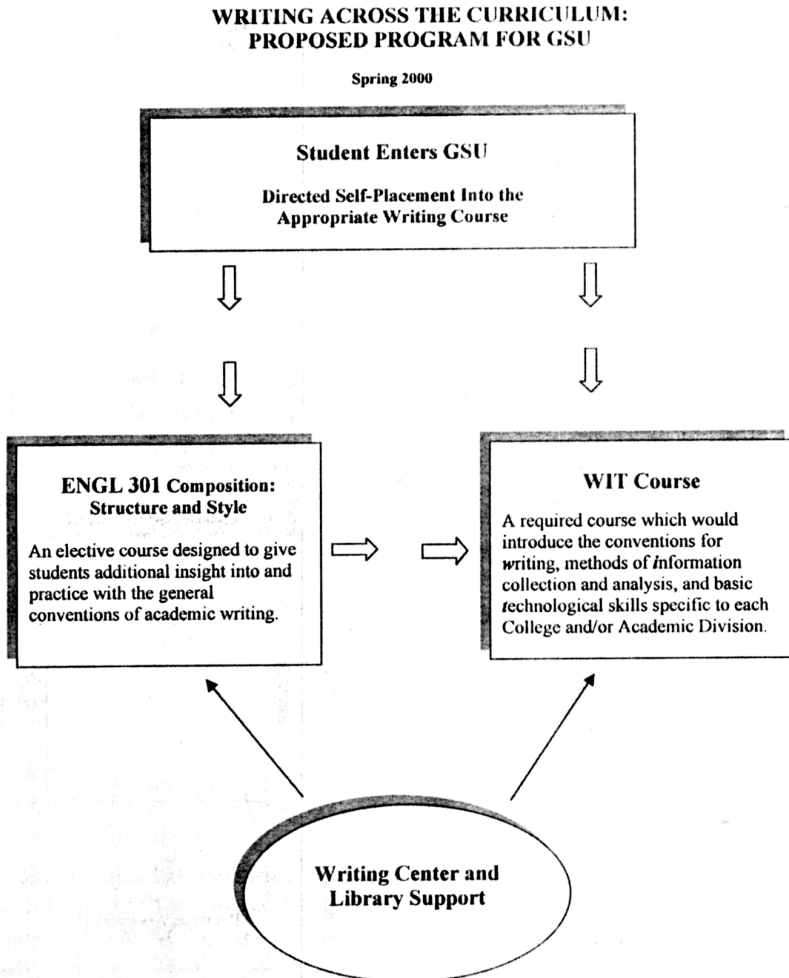 WRITING ACROSS THE CURRICULUM:
PROPOSED PROGRAM FOR GSU
Spring 2000
Student Enters GSU
Directed Self-Placement Into the
Appropriate Writing Course
ENGL 301 Composition:
Structure and Style
An elective course designed to give
students additional insight into and
practice with the general
conventions of academic writing.
WIT Course
A required course which would
introduce the conventions for
writing, methods of information
collection and analysis, and basic
technological skills specific to each
College and/or Academic Division.
Writing Center and
Library Support